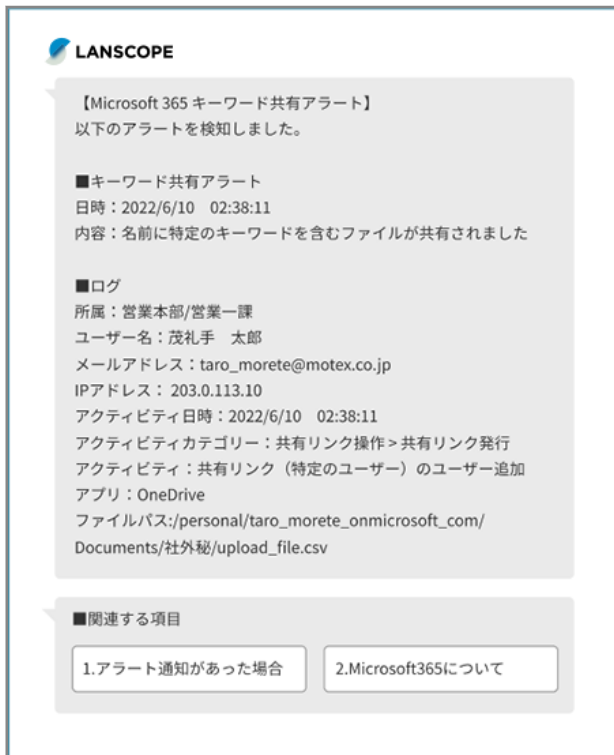 LANSCOPE
【Microsoft 365 キーワード共有アラート】
以下のアラートを検知しました。
■キーワード共有アラート
日時：2022/6/10　02:38:11
内容：名前に特定のキーワードを含むファイルが共有されました
■ログ
所属：営業本部/営業一課
ユーザー名：茂礼手　太郎
メールアドレス：taro_morete@motex.co.jp
IPアドレス： 203.0.113.10
アクティビティ日時：2022/6/10　02:38:11
アクティビティカテゴリー：共有リンク操作 > 共有リンク発行
アクティビティ：共有リンク（特定のユーザー）のユーザー追加
アプリ：OneDrive
ファイルパス:/personal/taro_morete_onmicrosoft_com/
Documents/社外秘/upload_file.csv
■関連する項目
1.アラート通知があった場合
2.Microsoft365について